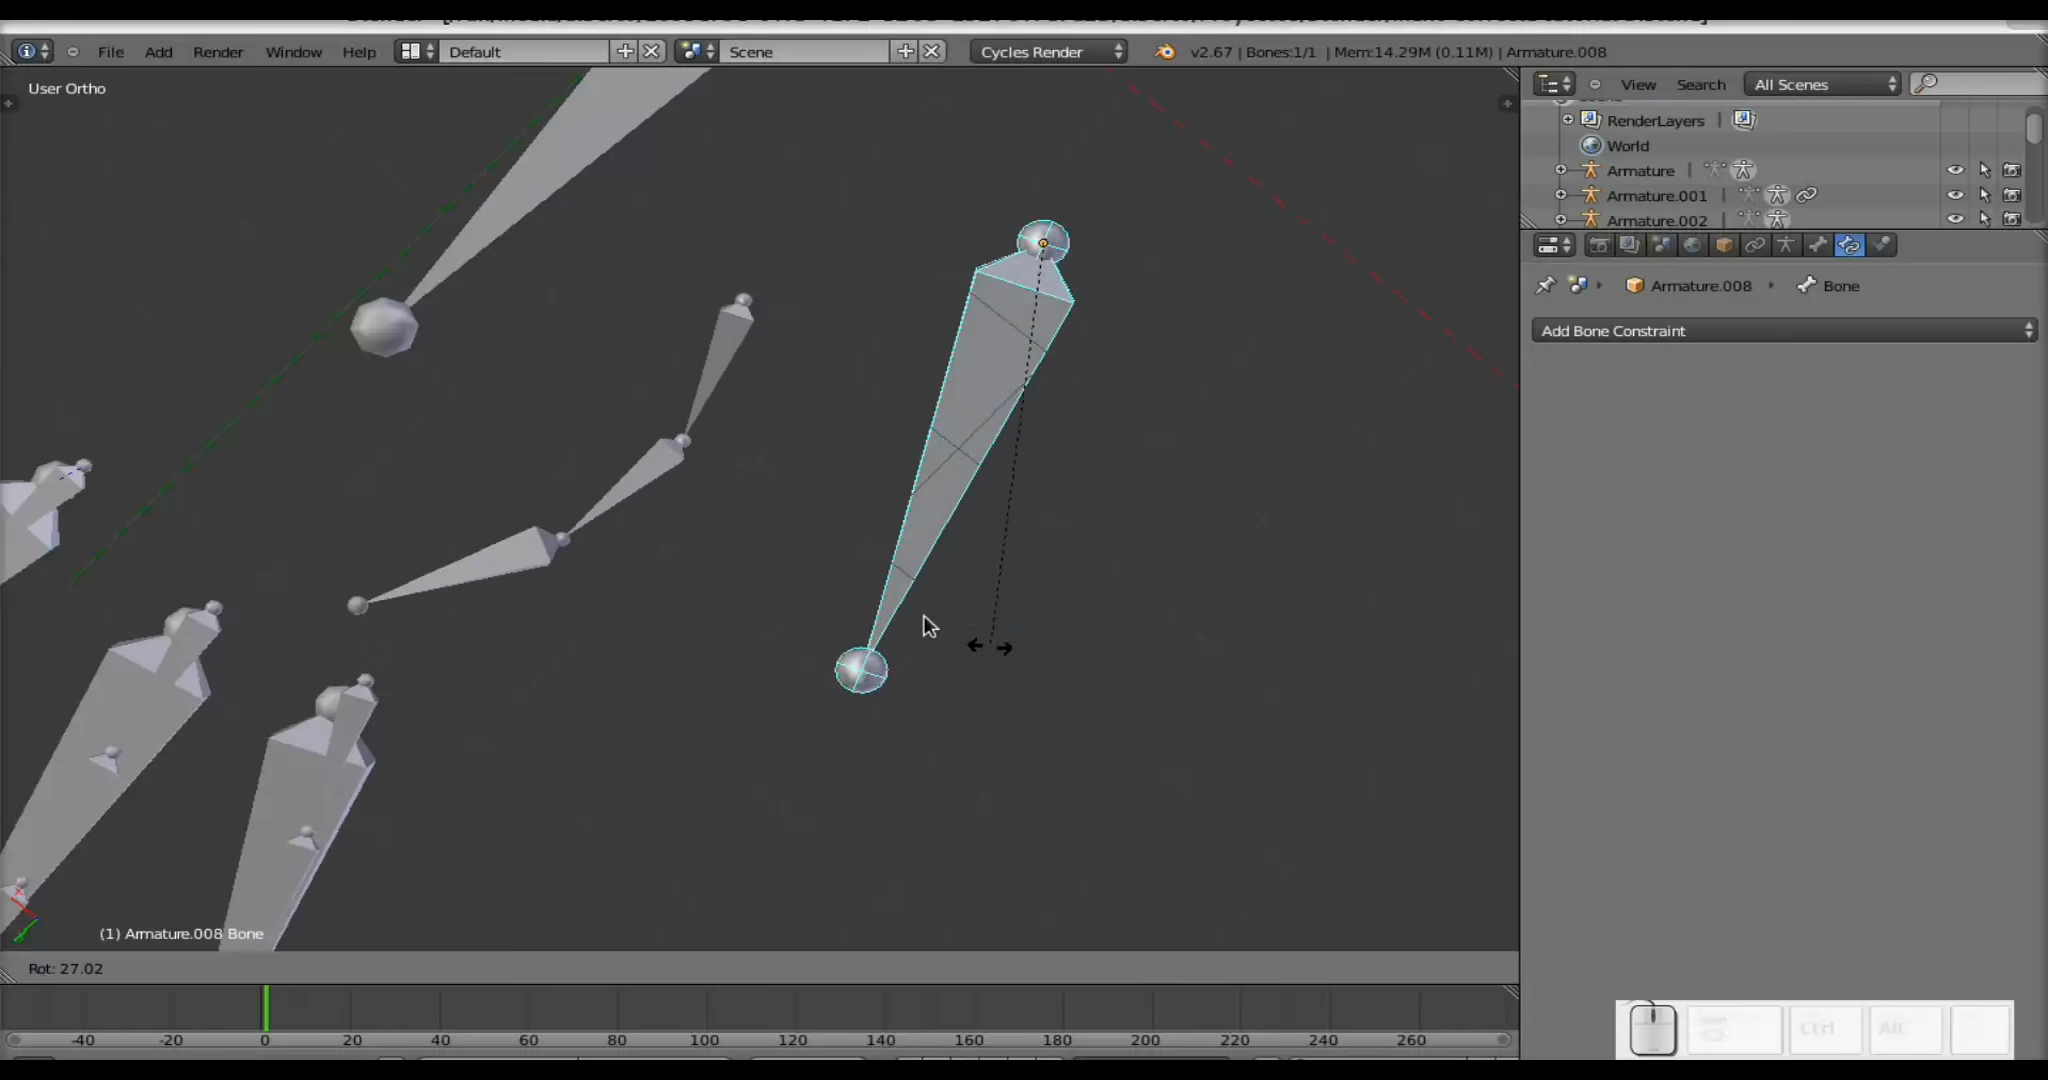 File Add Render Window Help Default Scene Cycles Render v2.67 | Bones:1/1 | Mem:14.29M (0.11M) | Armature.008
User Ortho
View Search All Scenes
RenderLayers
World
Armature
Armature.001
Armature.002
Armature.008 Bone
Add Bone Constraint
(1) Armature.008 Bone
Rot: 27.02
-40 -20 0 20 40 60 80 100 120 140 160 180 200 220 240 260
Ctrl Alt